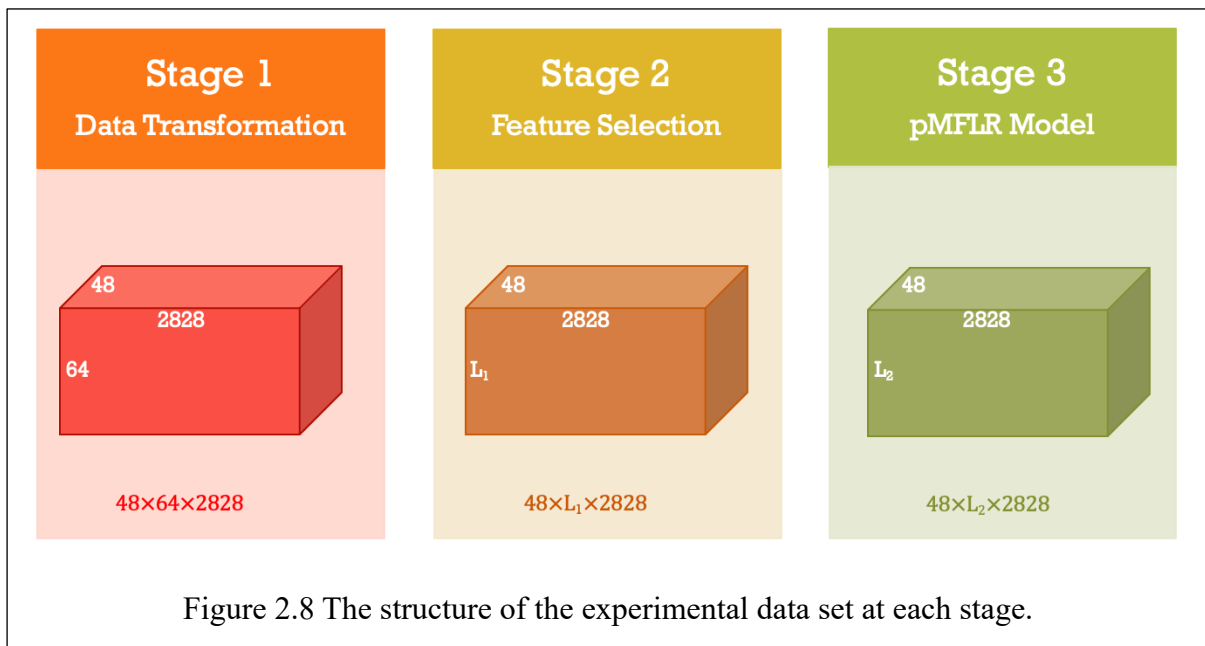 Stage 1
Data Transformation
48
2828
64
48×64×2828
Stage 2
Feature Selection
48
2828
L₁
48×L₁×2828
Stage 3
pMFLR Model
48
2828
L₂
48×L₂×2828
Figure 2.8 The structure of the experimental data set at each stage.